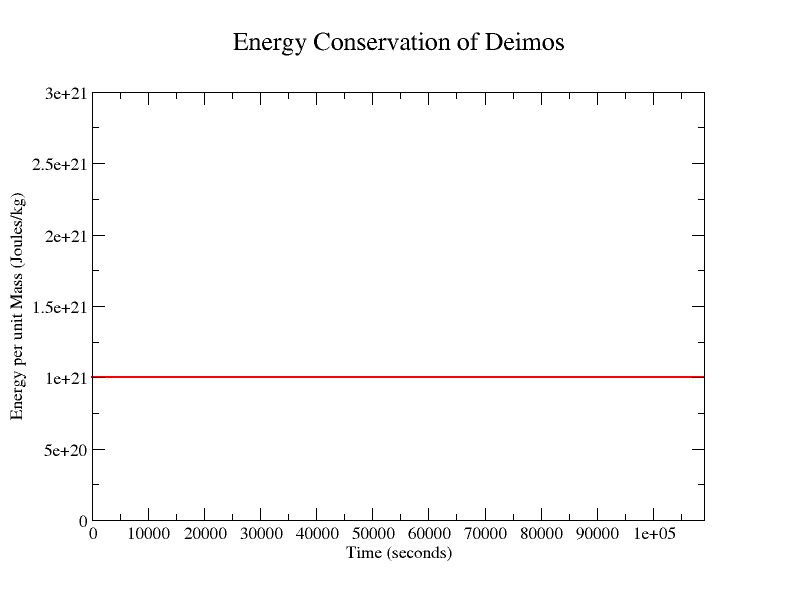 Energy Conservation of Deimos
3e+21
2.5e+21
2e+21
1.5e+21
1e+21
5e+20
0
Energy per unit Mass (Joules/kg)
0 10000 20000 30000 40000 50000 60000 70000 80000 90000 1e+05
Time (seconds)